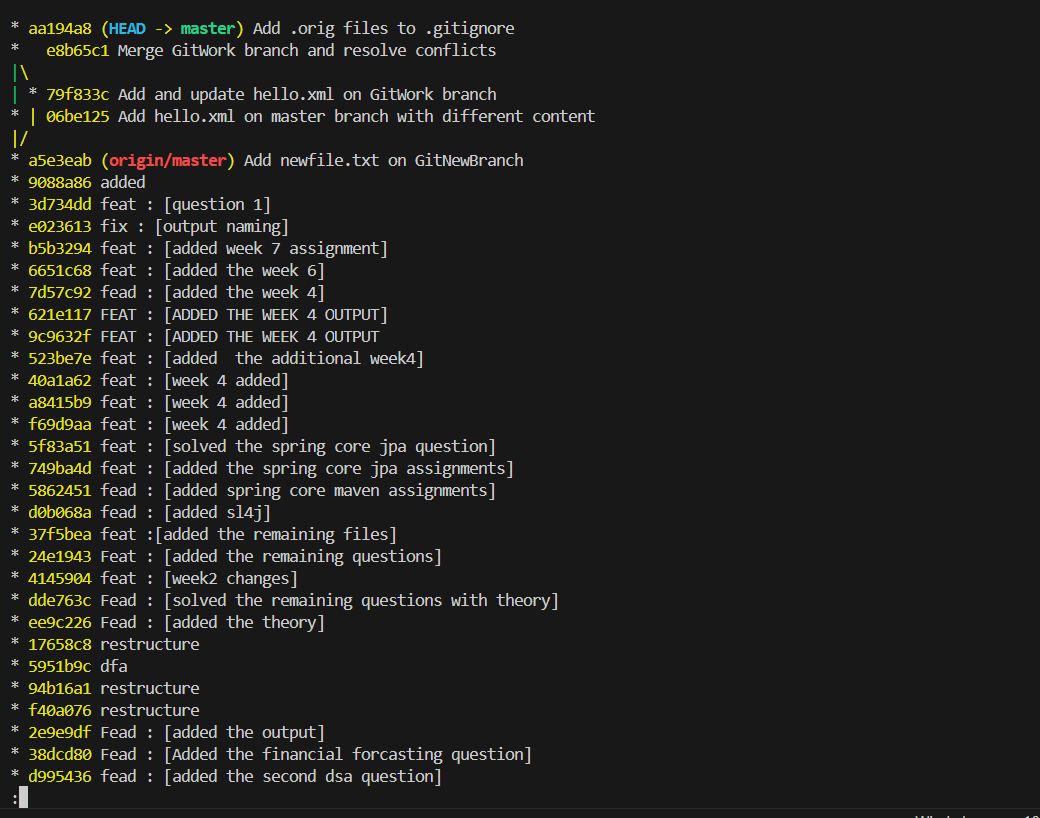 * aa194a8 (HEAD -> master) Add .orig files to .gitignore
*   e8b65c1 Merge GitWork branch and resolve conflicts
|\
| * 79f833c Add and update hello.xml on GitWork branch
* | 06be125 Add hello.xml on master branch with different content
|/
* a5e3eab (origin/master) Add newfile.txt on GitNewBranch
* 9088a86 added
* 3d734dd feat : [question 1]
* e023613 fix : [output naming]
* b5b3294 feat : [added week 7 assignment]
* 6651c68 feat : [added the week 6]
* 7d57c92 fead : [added the week 4]
* 621e117 FEAT : [ADDED THE WEEK 4 OUTPUT]
* 9c9632f FEAT : [ADDED THE WEEK 4 OUTPUT
* 523be7e feat : [added  the additional week4]
* 40a1a62 feat : [week 4 added]
* a8415b9 feat : [week 4 added]
* f69d9aa feat : [week 4 added]
* 5f83a51 feat : [solved the spring core jpa question]
* 749ba4d feat : [added the spring core jpa assignments]
* 5862451 fead : [added spring core maven assignments]
* d0b068a fead : [added sl4j]
* 37f5bea feat :[added the remaining files]
* 24e1943 Feat : [added the remaining questions]
* 4145904 feat : [week2 changes]
* dde763c Fead : [solved the remaining questions with theory]
* ee9c226 Fead : [added the theory]
* 17658c8 restructure
* 5951b9c dfa
* 94b16a1 restructure
* f40a076 restructure
* 2e9e9df Fead : [added the output]
* 38dcd80 Fead : [Added the financial forcasting question]
* d995436 fead : [added the second dsa question]
: